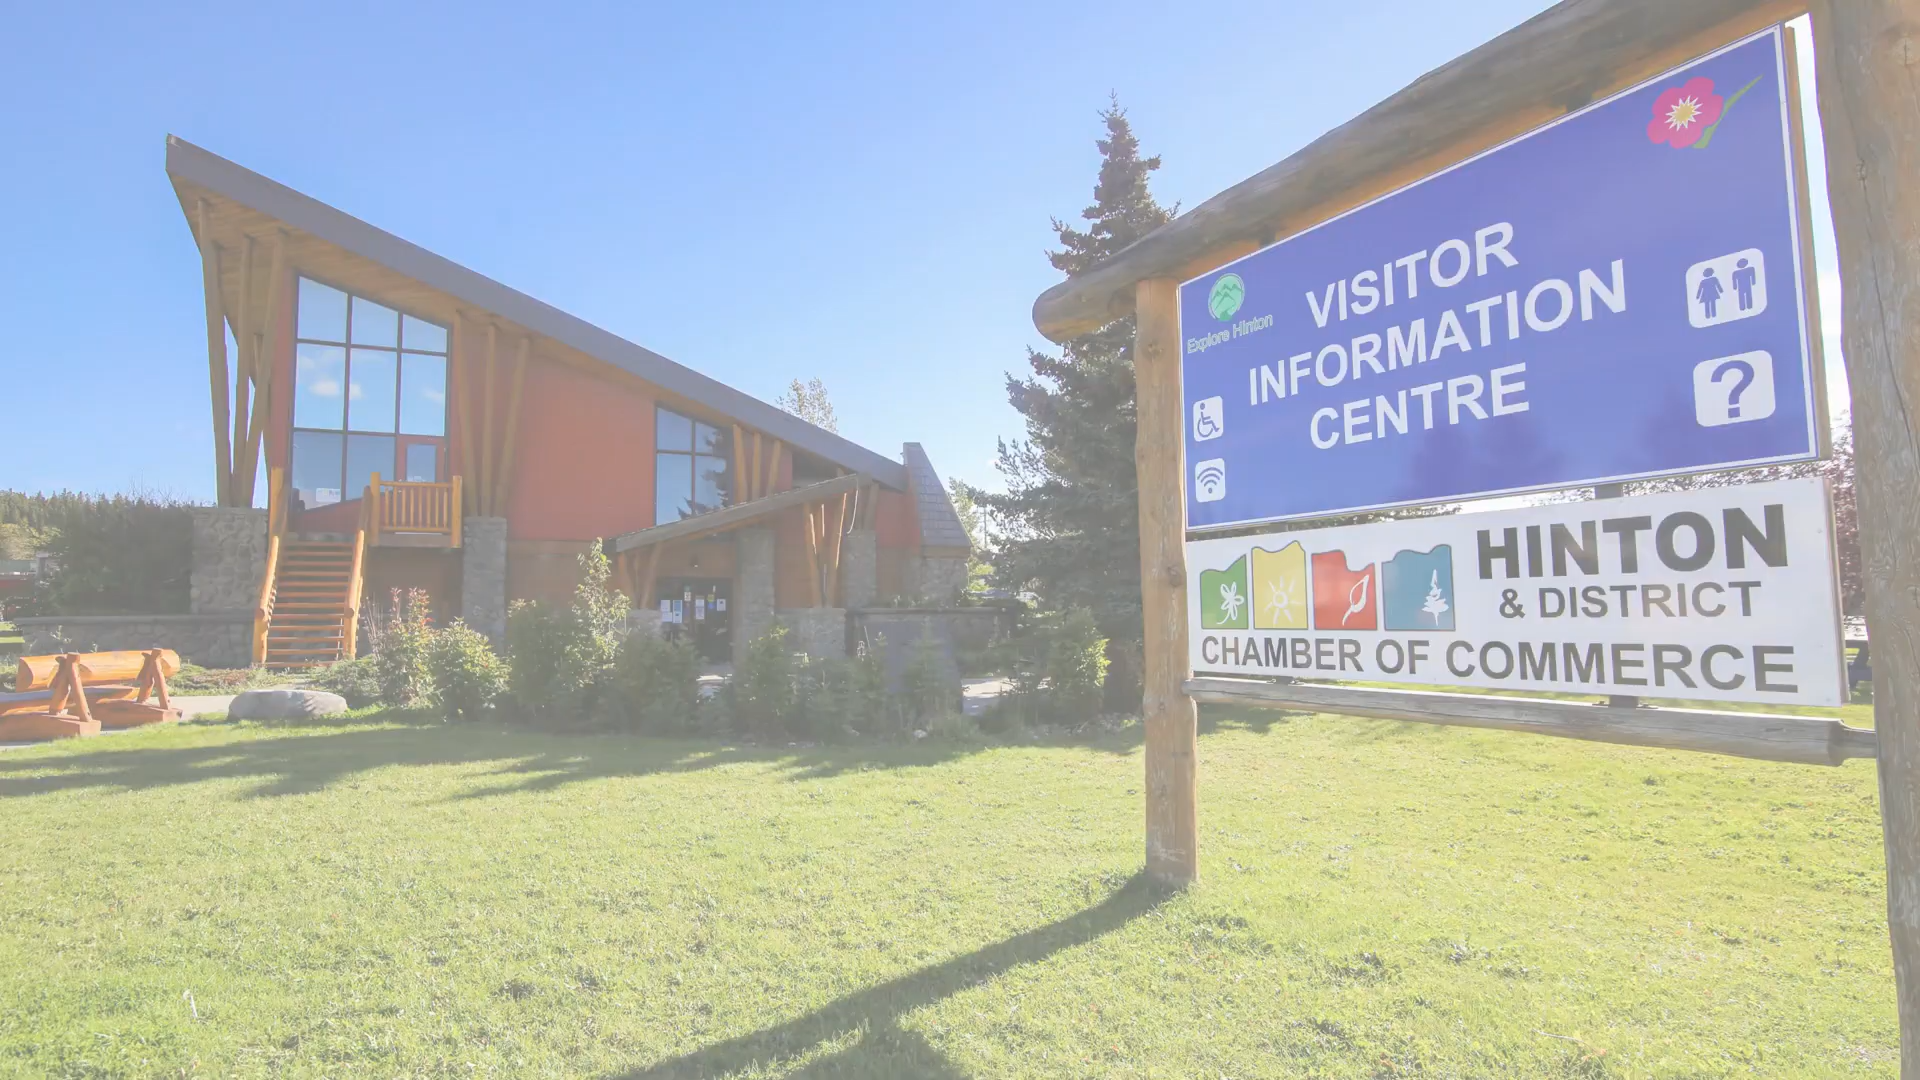 Explore Hinton
VISITOR
INFORMATION
CENTRE
?
HINTON
& DISTRICT
CHAMBER OF COMMERCE